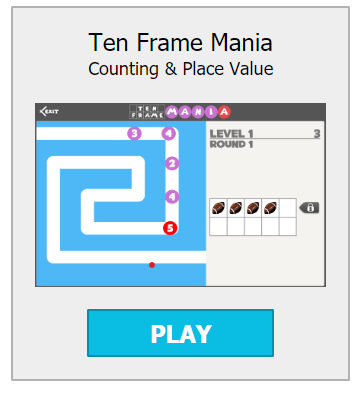 Ten Frame Mania
Counting & Place Value
EXIT
TEN FRAME MANIA
3 4
LEVEL 1 3
ROUND 1
2
4
5
PLAY